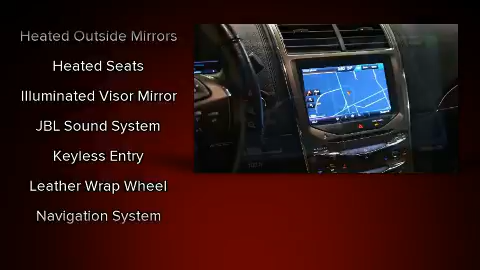 Heated Outside Mirrors
Heated Seats
Illuminated Visor Mirror
JBL Sound System
Keyless Entry
Leather Wrap Wheel
Navigation System